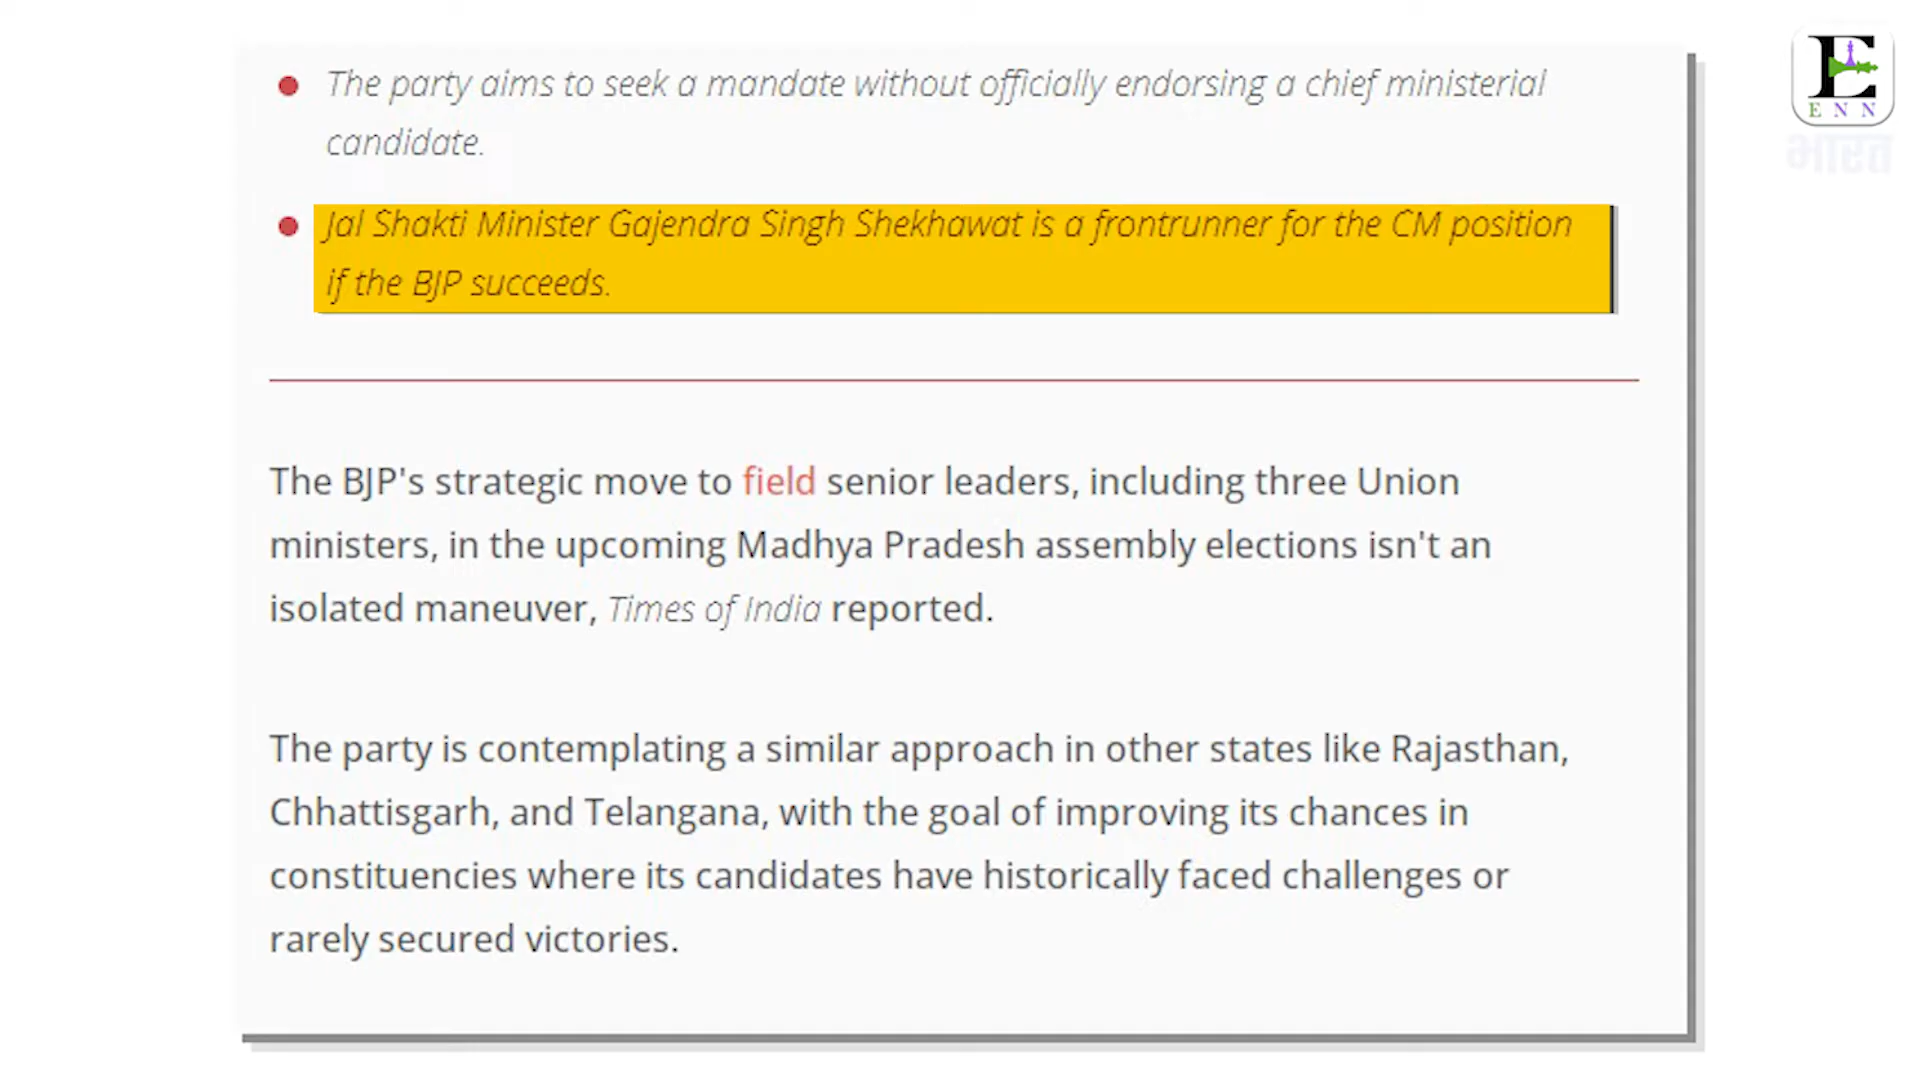 The party aims to seek a mandate without officially endorsing a chief ministerial
candidate.
Jal Shakti Minister Gajendra Singh Shekhawat is a frontrunner for the CM position
if the BJP succeeds.
The BJP's strategic move to field senior leaders, including three Union
ministers, in the upcoming Madhya Pradesh assembly elections isn't an
isolated maneuver, Times of India reported.
The party is contemplating a similar approach in other states like Rajasthan,
Chhattisgarh, and Telangana, with the goal of improving its chances in
constituencies where its candidates have historically faced challenges or
rarely secured victories.
E
ENN
भारत